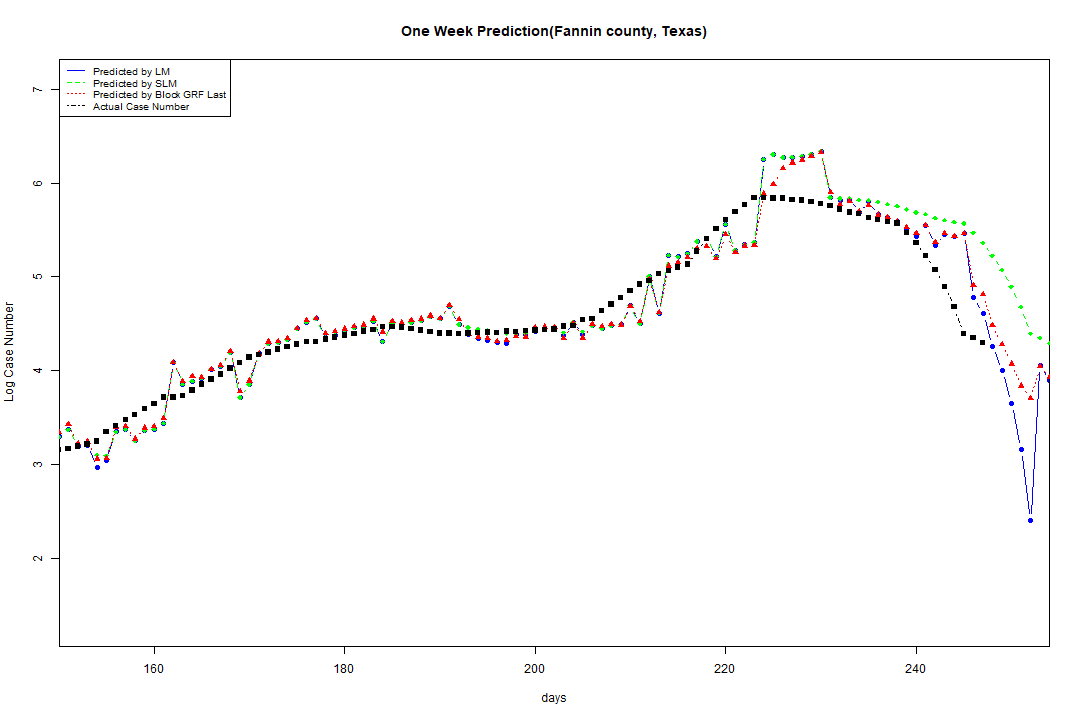 One Week Prediction(Fannin county, Texas)
Predicted by LM
Predicted by SLM
Predicted by Block GRF Last
Actual Case Number
7
6
5
4
3
2
Log Case Number
160 180 200 220 240
days